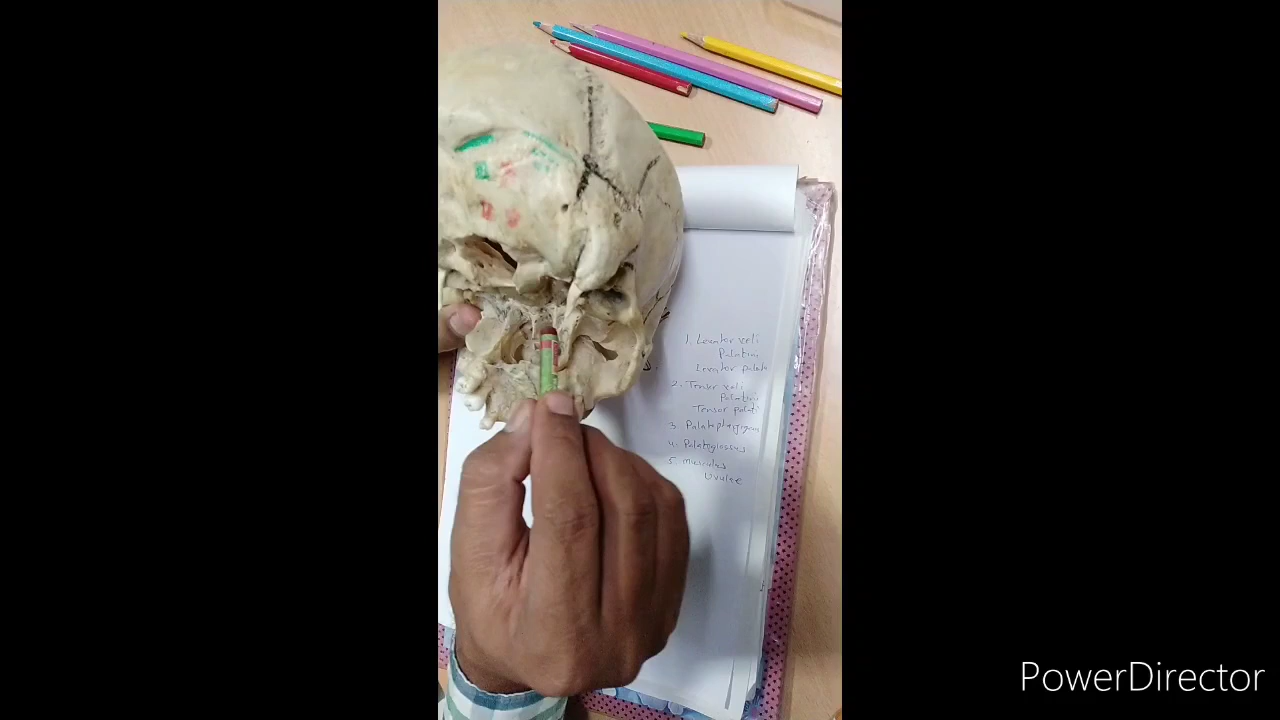 1. Levator veli
Palatini
Levator palati
2. Tensor veli
Palatini
Tensor palati
3. Palatopharyngeus
4. Palatoglossus
5. Musculus
Uvulae
PowerDirector